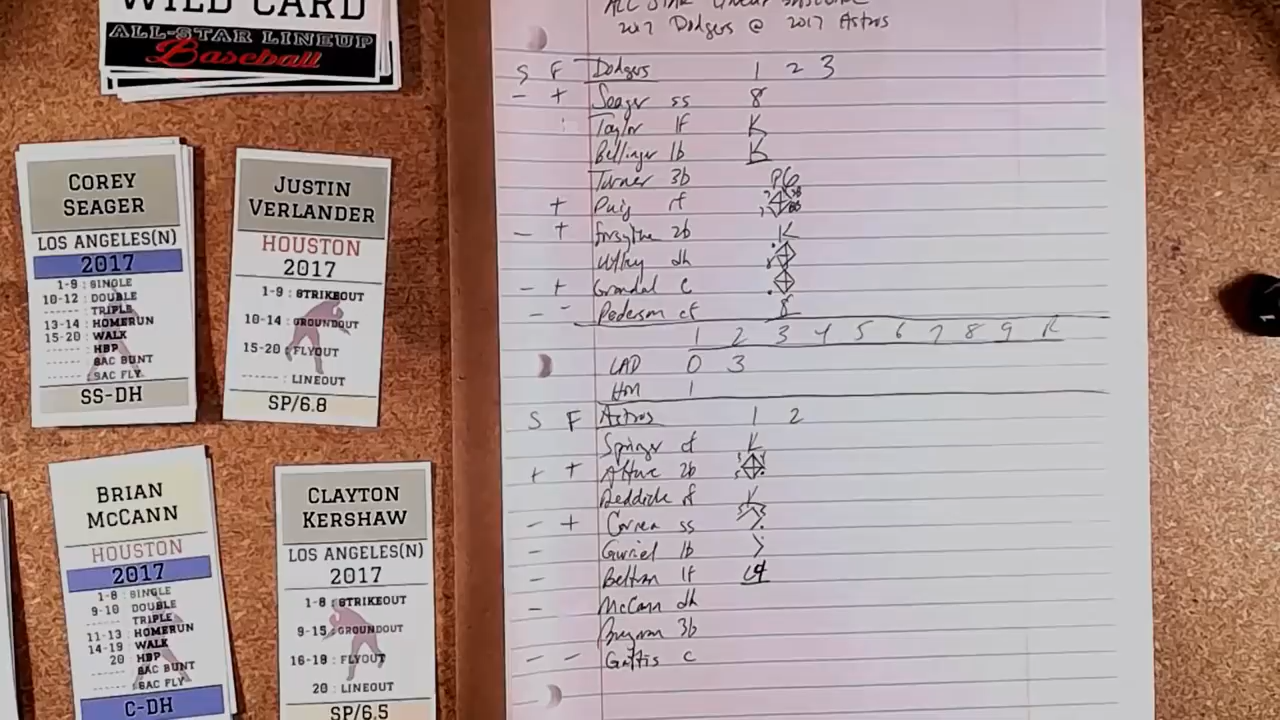 WILD CARD
ALL-STAR LINEUP
Baseball
COREY
SEAGER
LOS ANGELES(N)
2017
1-9 : SINGLE
10-12 : DOUBLE
------ : TRIPLE
13-14 : HOMERUN
15-20 : WALK
------ : HBP
------ : SAC BUNT
------ : SAC FLY
SS-DH
JUSTIN
VERLANDER
HOUSTON
2017
1-9 : STRIKEOUT
10-14 : GROUNDOUT
15-20 : FLYOUT
------ : LINEOUT
SP/6.8
BRIAN
MCCANN
HOUSTON
2017
1-8 : SINGLE
9-10 DOUBLE
------ TRIPLE
11-13 : HOMERUN
14-19 : WALK
20 : HBP
------ : SAC BUNT
------ : SAC FLY
C-DH
CLAYTON
KERSHAW
LOS ANGELES(N)
2017
1-8 : STRIKEOUT
9-15 : GROUNDOUT
16-19 : FLYOUT
20 : LINEOUT
SP/6.5
All Star Lineup
2017 Dodgers @ 2017 Astros
S F Dodgers 1 2 3
- + Seager ss 8
Taylor lf K
Bellinger 1b K
Turner 3b P6
+ Puig rf
- + Forsythe 2b K
Utley dh
- + Grandal c
- - Pederson cf 8
1 2 3 4 5 6 7 8 9 R
LAD 0 3
HOU 1
S F Astros 1 2
Springer cf K
+ + Altuve 2b
Reddick rf K
- + Correa ss
- Gurriel 1b
- Beltran lf L4
- McCann dh
Bregman 3b
- - Gattis c